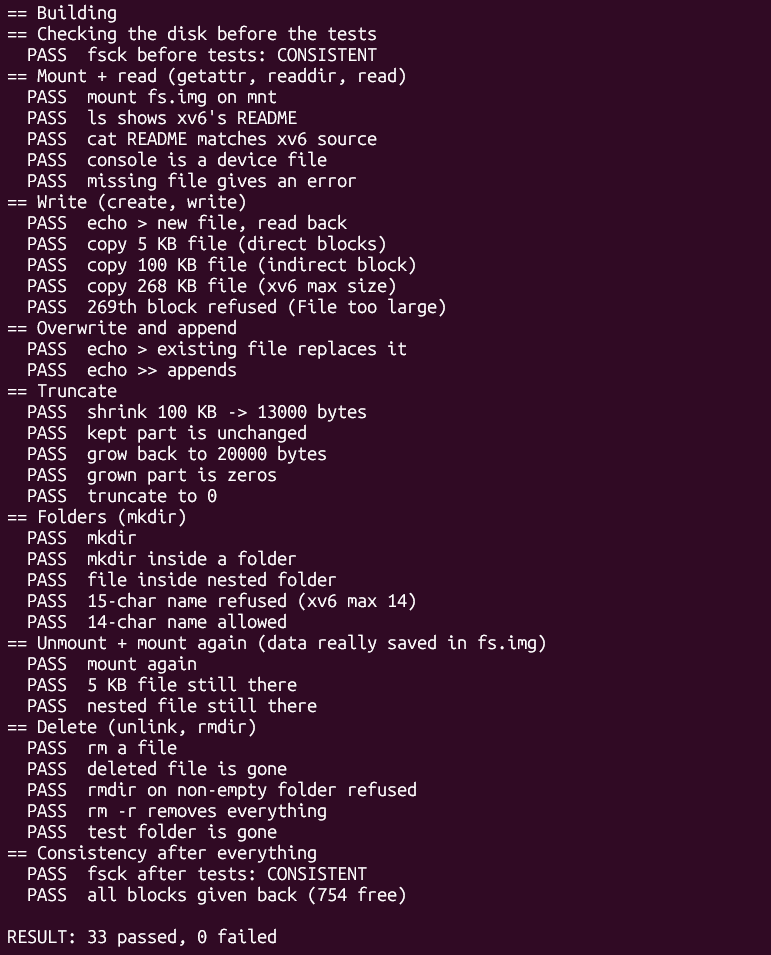 == Building
== Checking the disk before the tests
  PASS  fsck before tests: CONSISTENT
== Mount + read (getattr, readdir, read)
  PASS  mount fs.img on mnt
  PASS  ls shows xv6's README
  PASS  cat README matches xv6 source
  PASS  console is a device file
  PASS  missing file gives an error
== Write (create, write)
  PASS  echo > new file, read back
  PASS  copy 5 KB file (direct blocks)
  PASS  copy 100 KB file (indirect block)
  PASS  copy 268 KB file (xv6 max size)
  PASS  269th block refused (File too large)
== Overwrite and append
  PASS  echo > existing file replaces it
  PASS  echo >> appends
== Truncate
  PASS  shrink 100 KB -> 13000 bytes
  PASS  kept part is unchanged
  PASS  grow back to 20000 bytes
  PASS  grown part is zeros
  PASS  truncate to 0
== Folders (mkdir)
  PASS  mkdir
  PASS  mkdir inside a folder
  PASS  file inside nested folder
  PASS  15-char name refused (xv6 max 14)
  PASS  14-char name allowed
== Unmount + mount again (data really saved in fs.img)
  PASS  mount again
  PASS  5 KB file still there
  PASS  nested file still there
== Delete (unlink, rmdir)
  PASS  rm a file
  PASS  deleted file is gone
  PASS  rmdir on non-empty folder refused
  PASS  rm -r removes everything
  PASS  test folder is gone
== Consistency after everything
  PASS  fsck after tests: CONSISTENT
  PASS  all blocks given back (754 free)

RESULT: 33 passed, 0 failed